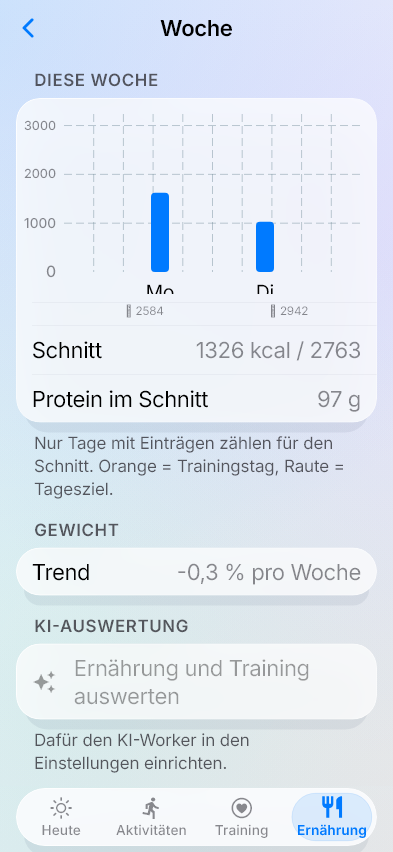 Woche
DIESE WOCHE
3000
2000
1000
0
Mo
Di
2584
2942
Schnitt
1326 kcal / 2763
Protein im Schnitt
97 g
Nur Tage mit Einträgen zählen für den
Schnitt. Orange = Trainingstag, Raute =
Tagesziel.
GEWICHT
Trend
-0,3 % pro Woche
KI-AUSWERTUNG
Ernährung und Training
auswerten
Dafür den KI-Worker in den
Einstellungen einrichten.
Heute
Aktivitäten
Training
Ernährung